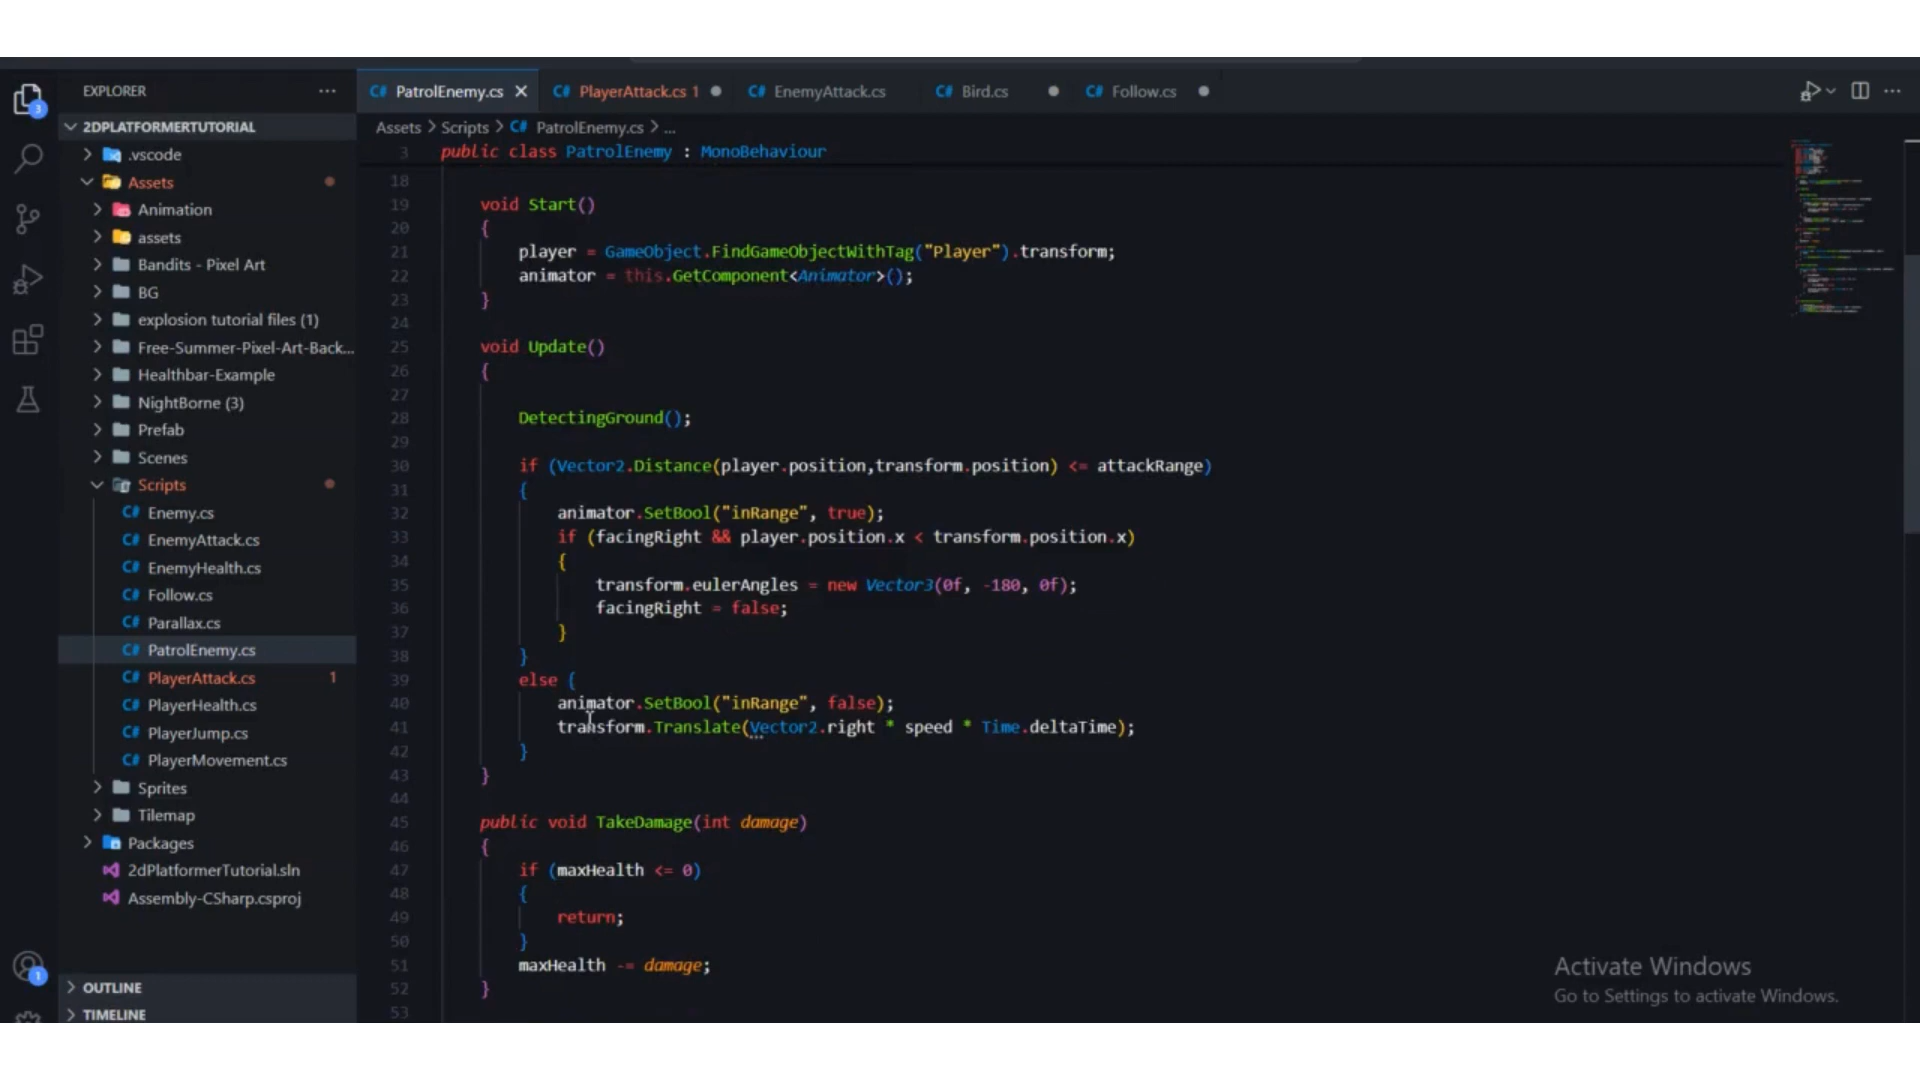 EXPLORER
PatrolEnemy.cs
PlayerAttack.cs 1
EnemyAttack.cs
Bird.cs
Follow.cs
2DPLATFORMERTUTORIAL
Assets > Scripts > PatrolEnemy.cs > ...
.vscode
Assets
Animation
assets
Bandits - Pixel Art
BG
explosion tutorial files (1)
Free-Summer-Pixel-Art-Back...
Healthbar-Example
NightBorne (3)
Prefab
Scenes
Scripts
Enemy.cs
EnemyAttack.cs
EnemyHealth.cs
Follow.cs
Parallax.cs
PatrolEnemy.cs
PlayerAttack.cs 1
PlayerHealth.cs
PlayerJump.cs
PlayerMovement.cs
Sprites
Tilemap
Packages
2dPlatformerTutorial.sln
Assembly-CSharp.csproj
OUTLINE
TIMELINE
3
1
3 public class PatrolEnemy : MonoBehaviour
18
19 void Start()
20 {
21 player = GameObject.FindGameObjectWithTag("Player").transform;
22 animator = this.GetComponent<Animator>();
23 }
24
25 void Update()
26 {
27
28 DetectingGround();
29
30 if (Vector2.Distance(player.position,transform.position) <= attackRange)
31 {
32 animator.SetBool("inRange", true);
33 if (facingRight && player.position.x < transform.position.x)
34 {
35 transform.eulerAngles = new Vector3(0f, -180, 0f);
36 facingRight = false;
37 }
38 }
39 else {
40 animator.SetBool("inRange", false);
41 transform.Translate(Vector2.right * speed * Time.deltaTime);
42 }
43 }
44
45 public void TakeDamage(int damage)
46 {
47 if (maxHealth <= 0)
48 {
49 return;
50 }
51 maxHealth -= damage;
52 }
53
Activate Windows
Go to Settings to activate Windows.